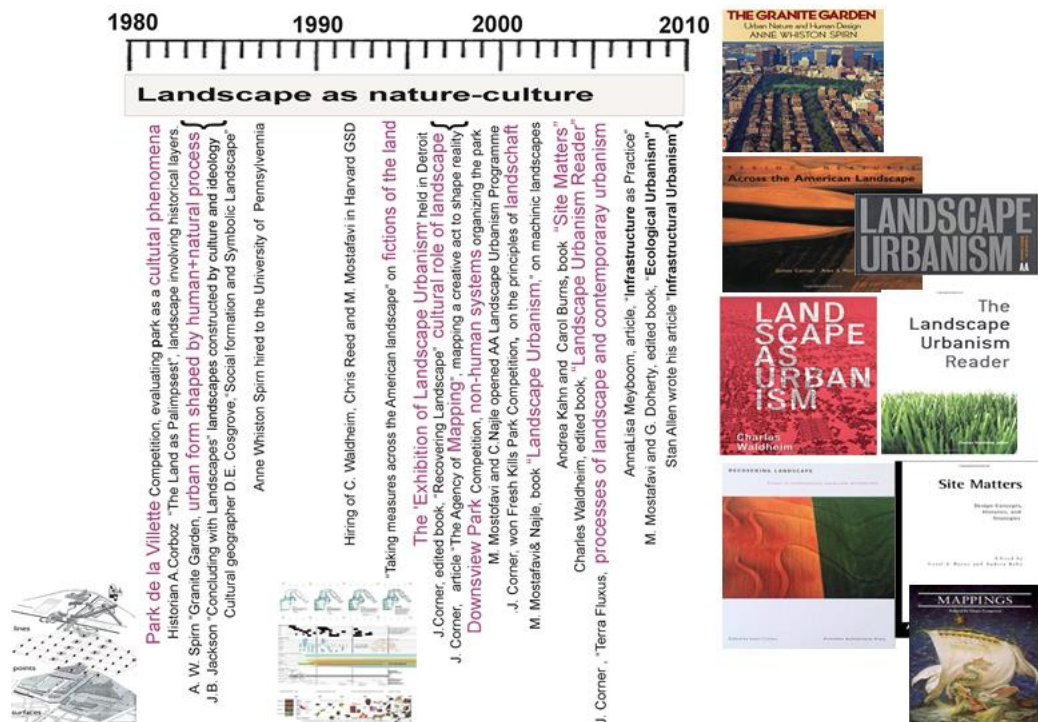 1980 1990 2000 2010
Landscape as nature-culture
Park de la Villette Competition, evaluating park as a cultutal phenomena
Historian A.Corboz "The Land as Palimpsest", landscape involving historical layers.
A. W. Spirn "Granite Garden, urban form shaped by human+natural process
J.B. Jackson "Concluding with Landscapes" landscapes constructed by culture and ideology
Cultural geographer D.E. Cosgrove,"Social formation and Symbolic Landscape"
Anne Whiston Spirn hired to the University of Pennsylvennia
Hiring of C. Waldheim, Chris Reed and M. Mostafavi in Harvard GSD
"Taking measures across the American landscape" on fictions of the land
The 'Exhibition of Landscape Urbanism' held in Detroit
J.Corner, edited book, "Recovering Landscape" cultural role of landscape
J. Corner, article "The Agency of Mapping", mapping a creative act to shape reality
Downsview Park Competition, non-human systems organizing the park
M. Mostofavi and C.Najle opened AA Landscape Urbanism Programme
J. Corner, won Fresh Kills Park Competition, on the principles of landschaft
M. Mostafavi& Najle, book "Landscape Urbanism," on machinic landscapes
Andrea Kahn and Carol Burns, book "Site Matters"
Charles Waldheim, edited book, "Landscape Urbanism Reader"
J. Corner , "Terra Fluxus, processes of landscape and contemporaray urbanism
AnnaLisa Meyboom, article, "Infrastructure as Practice"
M. Mostafavi and G. Doherty, edited book, "Ecological Urbanism"
Stan Allen wrote his article "Infrastructural Urbanism"
lines
points
surfaces
THE GRANITE GARDEN
Urban Nature and Human Design
ANNE WHISTON SPIRN
Across the American Landscape
LANDSCAPE
URBANISM
AA
LAND
SCAPE
AS
URBAN
ISM
Charles
Waldheim
The
Landscape
Urbanism
Reader
RECOVERING LANDSCAPE
Site Matters
Design Concepts,
Histories, and
Strategies
Edited by
MAPPINGS